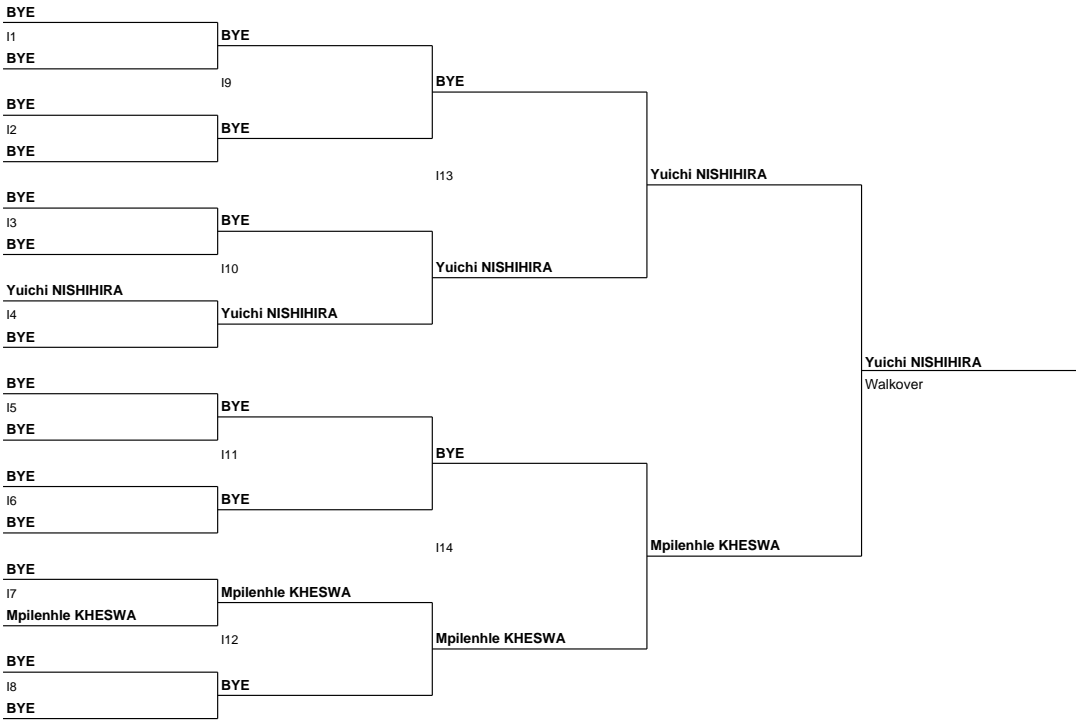 BYE
I1
BYE
BYE
I9
BYE
BYE
I2
BYE
BYE
I13
Yuichi NISHIHIRA
BYE
I3
BYE
BYE
I10
Yuichi NISHIHIRA
Yuichi NISHIHIRA
I4
Yuichi NISHIHIRA
BYE
Yuichi NISHIHIRA
Walkover
BYE
I5
BYE
BYE
I11
BYE
BYE
I6
BYE
BYE
I14
Mpilenhle KHESWA
BYE
I7
Mpilenhle KHESWA
Mpilenhle KHESWA
I12
Mpilenhle KHESWA
BYE
I8
BYE
BYE